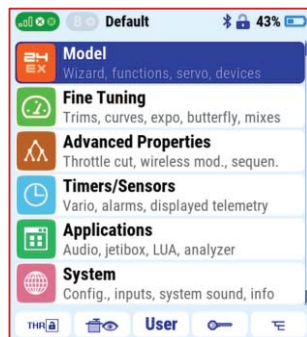 Default 43%
24
EX
Model
Wizard, functions, servo, devices
Fine Tuning
Trims, curves, expo, butterfly, mixes
Advanced Properties
Throttle cut, wireless mod., sequen.
Timers/Sensors
Vario, alarms, displayed telemetry
Applications
Audio, jetibox, LUA, analyzer
System
Config., inputs, system sound, info
THR User